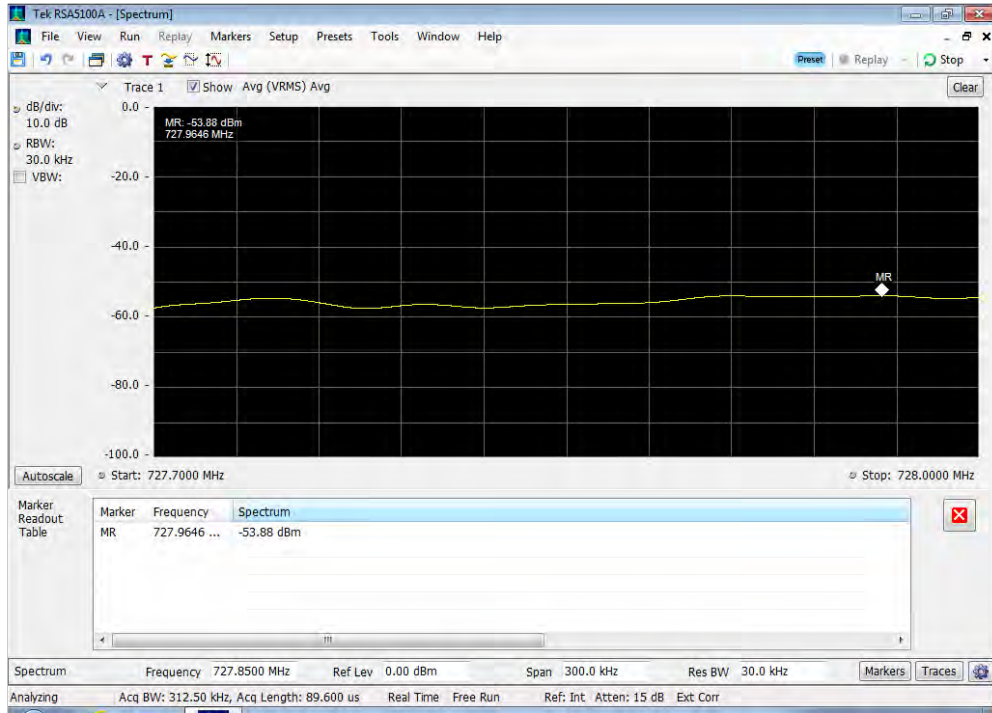 Tek RSA5100A - [Spectrum]
File View Run Replay Markers Setup Presets Tools Window Help
T Preset Replay Stop
Trace 1 Show Avg (VRMS) Avg Clear
dB/div:
10.0 dB
RBW:
30.0 kHz
VBW:
0.0
-20.0
-40.0
-60.0
-80.0
-100.0
MR: -53.88 dBm
727.9646 MHz
MR
Autoscale Start: 727.7000 MHz Stop: 728.0000 MHz
Marker
Readout
Table
Marker Frequency Spectrum
MR 727.9646 ... -53.88 dBm
Spectrum Frequency 727.8500 MHz Ref Lev 0.00 dBm Span 300.0 kHz Res BW 30.0 kHz Markers Traces
Analyzing Acq BW: 312.50 kHz, Acq Length: 89.600 us Real Time Free Run Ref: Int Atten: 15 dB Ext Corr